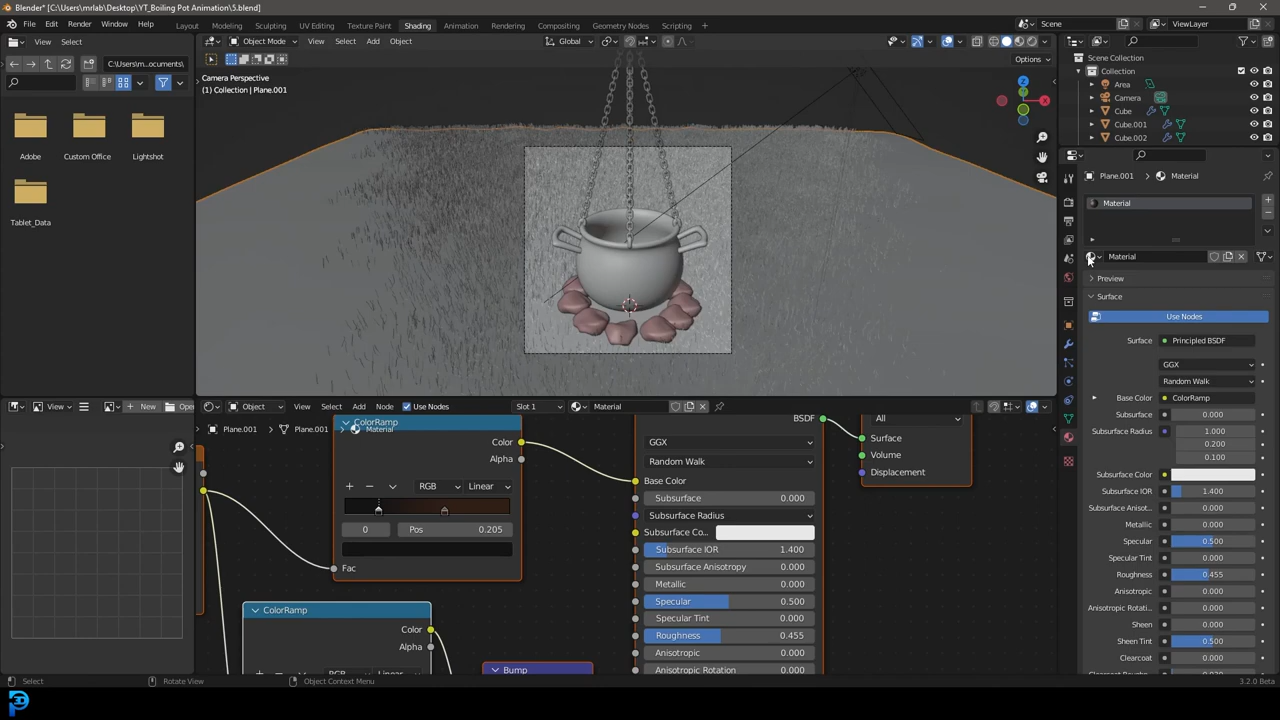 Blender* [C:\Users\mrlab\Desktop\YT_Boiling Pot Animation\5.blend]
File Edit Render Window Help Layout Modeling Sculpting UV Editing Texture Paint Shading Animation Rendering Compositing Geometry Nodes Scripting Scene ViewLayer
View Select Object Mode View Select Add Object Global
C:\Users\m...ocuments\ Options
Camera Perspective
(1) Collection | Plane.001
Scene Collection
Collection
Area
Camera
Cube
Cube.001
Cube.002
Adobe Custom Office Lightshot
Tablet_Data
Plane.001 Material
Material
Material
Preview
Surface
Use Nodes
Surface Principled BSDF
GGX
Random Walk
Base Color ColorRamp
Subsurface 0.000
Subsurface Radius 1.000
0.200
0.100
Subsurface Color
Subsurface IOR 1.400
Subsurface Anisot... 0.000
Metallic 0.000
Specular 0.500
Specular Tint 0.000
Roughness 0.455
Anisotropic 0.000
Anisotropic Rotati... 0.000
Sheen 0.000
Sheen Tint 0.500
Clearcoat 0.000
View New Open Object View Select Add Node Use Nodes Slot 1 Material
Plane.001 Plane.001 Material
ColorRamp
Color
Alpha
RGB Linear
0 Pos 0.205
Fac
ColorRamp
Color
Alpha
Bump
BSDF
GGX
Random Walk
Base Color
Subsurface 0.000
Subsurface Radius
Subsurface Co...
Subsurface IOR 1.400
Subsurface Anisotropy 0.000
Metallic 0.000
Specular 0.500
Specular Tint 0.000
Roughness 0.455
Anisotropic 0.000
Anisotropic Rotation 0.000
All
Surface
Volume
Displacement
Select Rotate View Object Context Menu 3.2.0 Beta